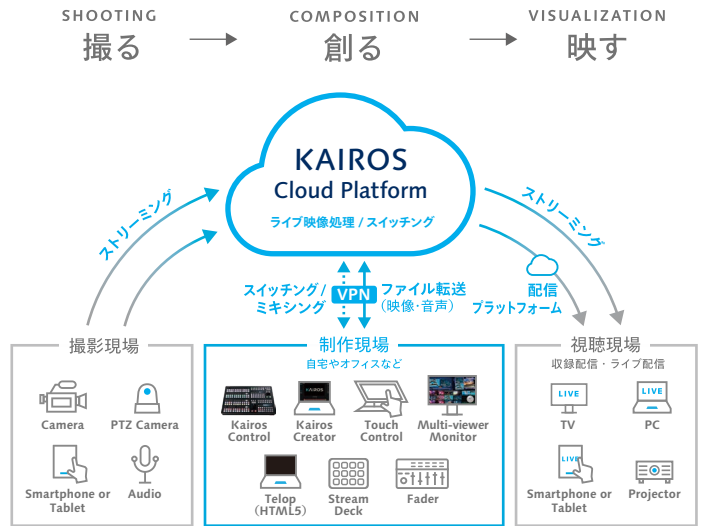 SHOOTING
撮る
COMPOSITION
創る
VISUALIZATION
映す
KAIROS
Cloud Platform
ライブ映像処理 / スイッチング
ストリーミング
ストリーミング
スイッチング /
ミキシング
VPN
ファイル転送
（映像・音声）
配信
プラットフォーム
撮影現場
Camera
PTZ Camera
Smartphone or
Tablet
Audio
制作現場
自宅やオフィスなど
KAIROS
Kairos
Control
Kairos
Creator
Touch
Control
Multi-viewer
Monitor
Telop
（HTML5）
Stream
Deck
Fader
視聴現場
収録配信・ライブ配信
LIVE
TV
LIVE
PC
LIVE
Smartphone or
Tablet
Projector